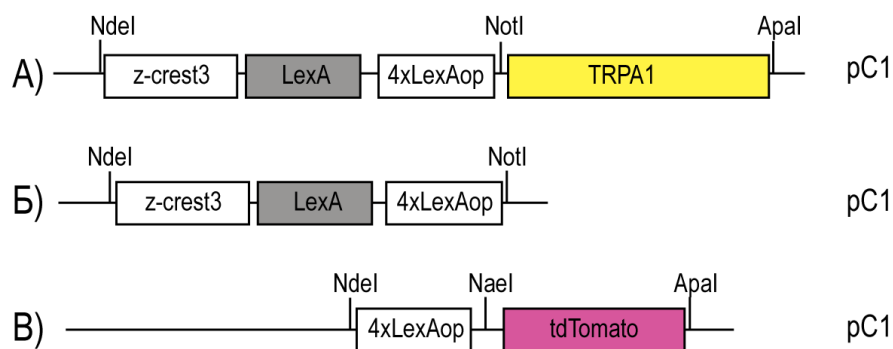 NdeI NotI ApaI
А) z-crest3 LexA 4xLexAop TRPA1 pC1
NdeI NotI
Б) z-crest3 LexA 4xLexAop pC1
NdeI NaeI ApaI
В) 4xLexAop tdTomato pC1